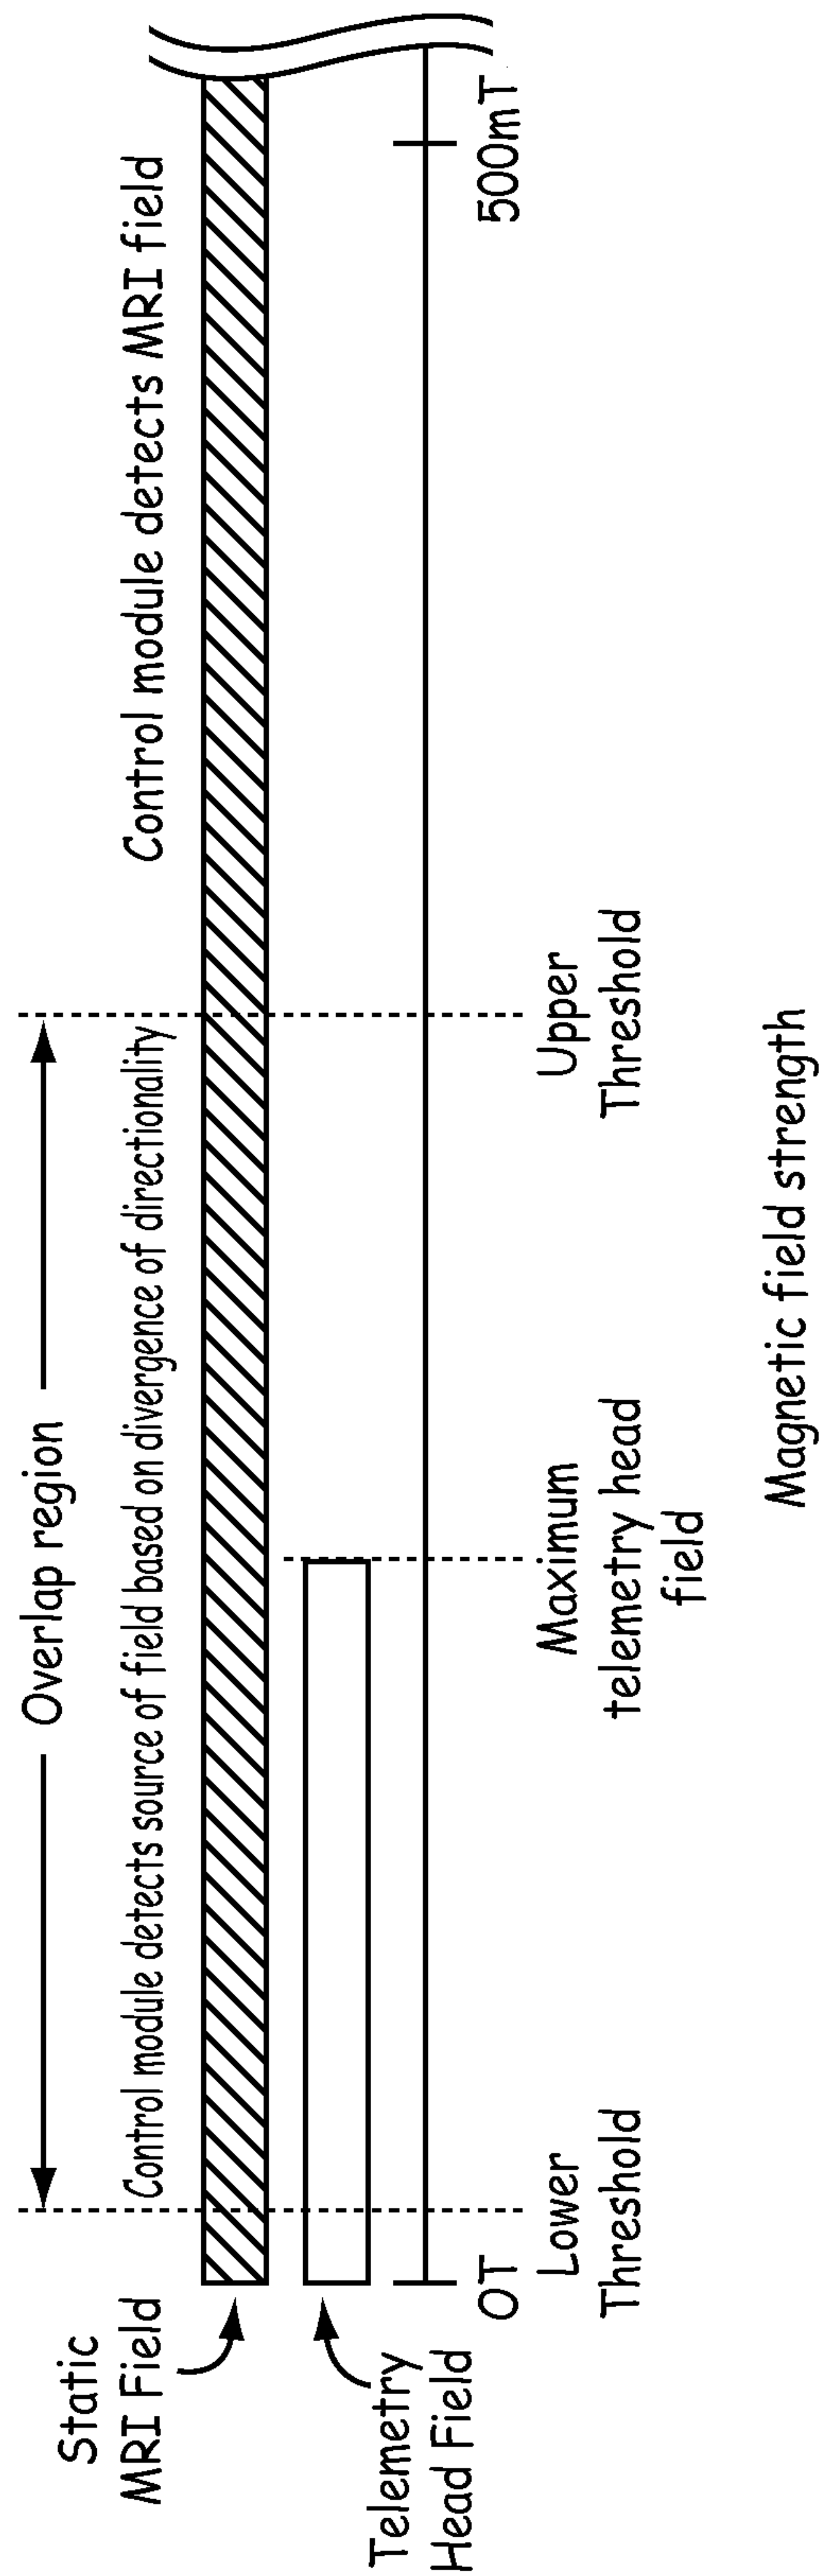 Overlap region
Control module detects source of field based on divergence of directionality
Control module detects MRI field
Static
MRI Field
Telemetry
Head Field
OT
500mT
Lower
Threshold
Maximum
telemetry head
field
Upper
Threshold
Magnetic field strength